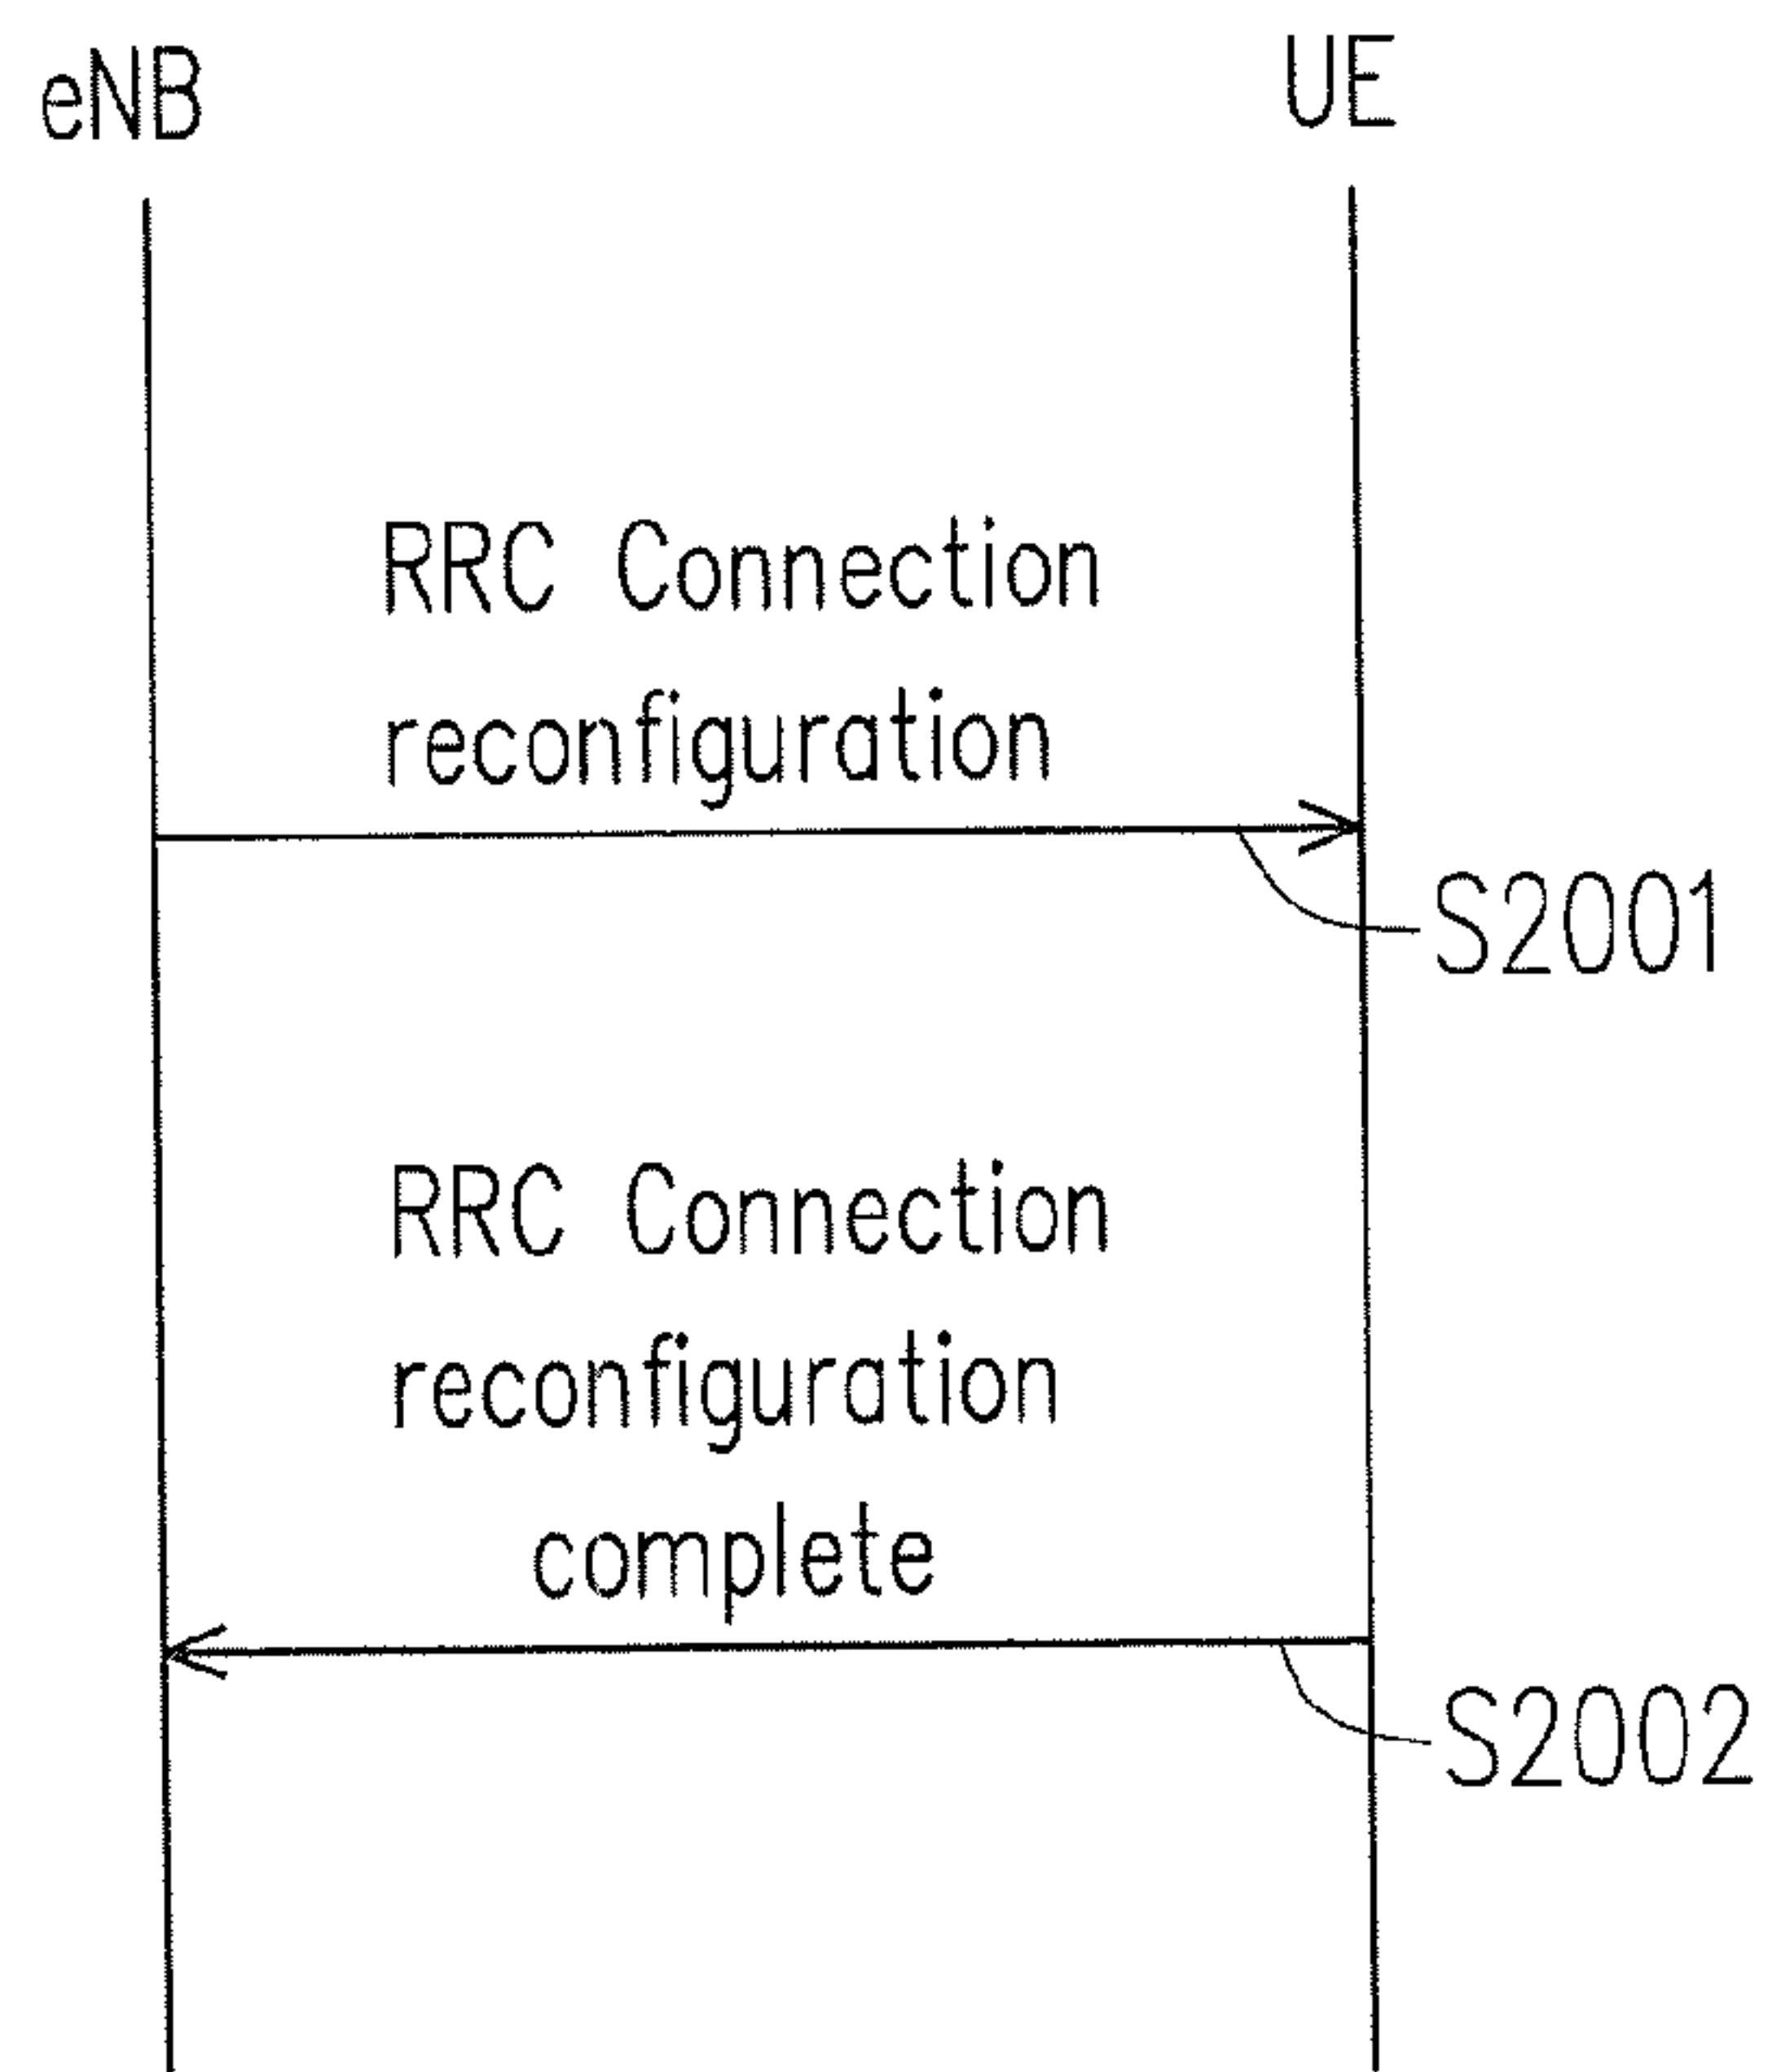 eNB
UE
RRC Connection
reconfiguration
S2001
RRC Connection
reconfiguration
complete
S2002